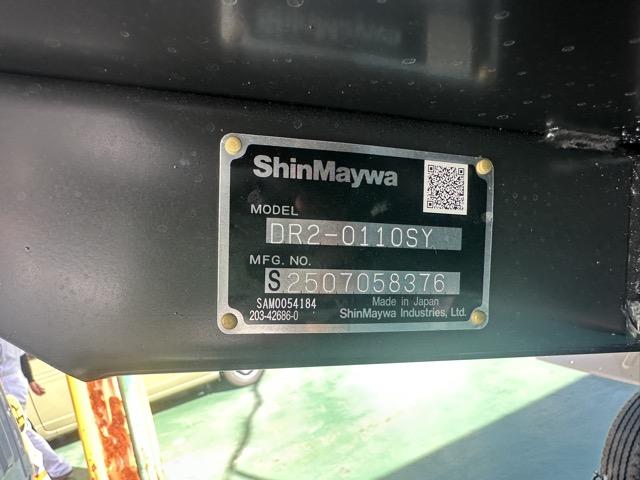 ShinMaywa
MODEL
DR2-0110SY
MFG. NO.
S2507058376
SAM0054184
203-42686-0
Made in Japan
ShinMaywa Industries, Ltd.